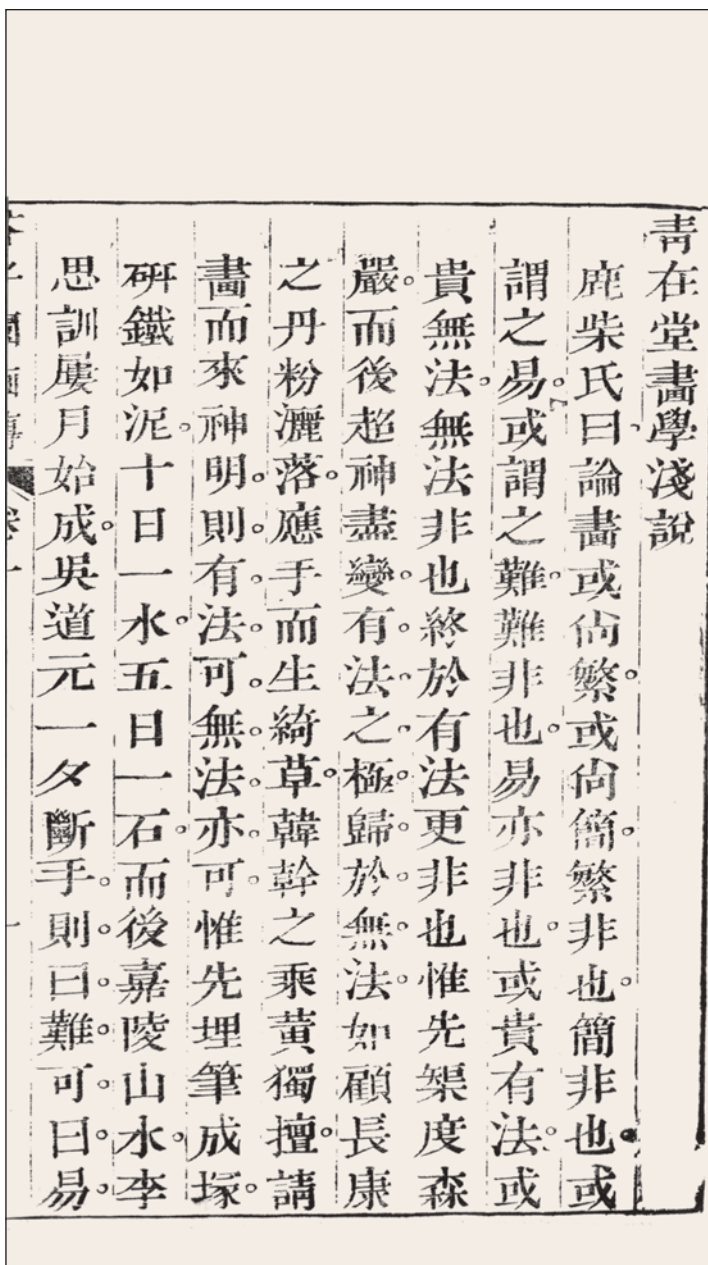 青在堂畫學淺說
鹿柴氏曰論畫或尙繁或尙簡。繁非也。簡非也或
謂之易。或謂之難。難非也。易亦非也。或貴有法。或
貴無法。無法非也終於有法更非也惟先榘度森
嚴。而後超神盡變。有法之極。歸於。無法。如顧長康
之丹粉灑落。應手而生綺草。韓幹之乘黃獨擅。請
畫而來神明。則有。法。可。無。法。亦。可。惟先埋筆成塚。
硏鐵如泥。十日一水。五日一石。而後嘉陵山水。李
思訓屢月始成。吳道元一夕斷手。則。曰。難。可。曰。易。